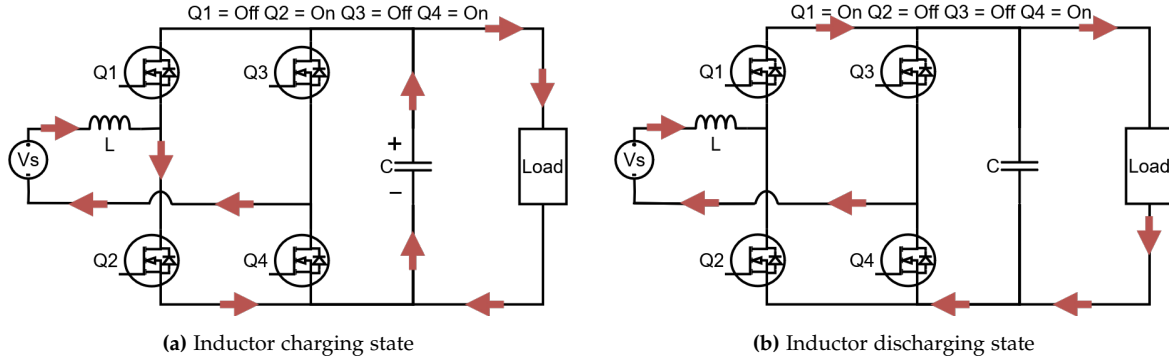 Q1 = Off Q2 = On Q3 = Off Q4 = On
Q1
Q3
L
Vs
+
C
−
Load
Q2
Q4
(a) Inductor charging state
Q1 = On Q2 = Off Q3 = Off Q4 = On
Q1
Q3
L
Vs
C
Load
Q2
Q4
(b) Inductor discharging state